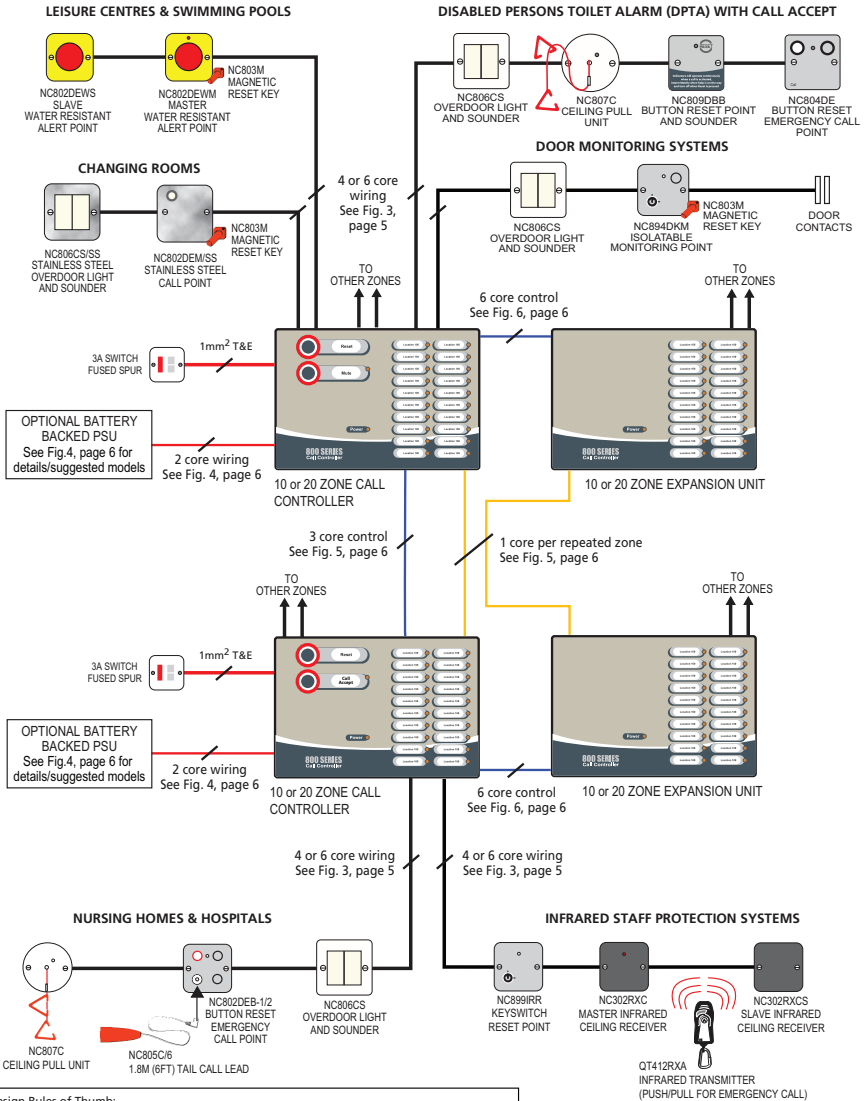 LEISURE CENTRES & SWIMMING POOLS
NC802DEWS
SLAVE
WATER RESISTANT
ALERT POINT
NC802DEWM
MASTER
WATER RESISTANT
ALERT POINT
NC803M
MAGNETIC
RESET KEY
DISABLED PERSONS TOILET ALARM (DPTA) WITH CALL ACCEPT
NC806CS
OVERDOOR LIGHT
AND SOUNDER
NC807C
CEILING PULL
UNIT
NC809DBB
BUTTON RESET POINT
AND SOUNDER
Call
NC804DE
BUTTON RESET
EMERGENCY CALL
POINT
CHANGING ROOMS
NC806CS/SS
STAINLESS STEEL
OVERDOOR LIGHT
AND SOUNDER
NC802DEM/SS
STAINLESS STEEL
CALL POINT
NC803M
MAGNETIC
RESET KEY
4 or 6 core
wiring
See Fig. 3,
page 5
DOOR MONITORING SYSTEMS
NC806CS
OVERDOOR LIGHT
AND SOUNDER
NC894DKM
ISOLATABLE
MONITORING POINT
NC803M
MAGNETIC
RESET KEY
DOOR
CONTACTS
TO
OTHER ZONES
6 core control
See Fig. 6, page 6
TO
OTHER ZONES
3A SWITCH
FUSED SPUR
1mm² T&E
OPTIONAL BATTERY
BACKED PSU
See Fig.4, page 6 for
details/suggested models
2 core wiring
See Fig. 4, page 6
Reset
Mute
Power
800 SERIES
Call Controller
10 or 20 ZONE CALL
CONTROLLER
Power
800 SERIES
Call Controller
10 or 20 ZONE EXPANSION UNIT
3 core control
See Fig. 5, page 6
1 core per repeated zone
See Fig. 5, page 6
TO
OTHER ZONES
TO
OTHER ZONES
3A SWITCH
FUSED SPUR
1mm² T&E
OPTIONAL BATTERY
BACKED PSU
See Fig.4, page 6 for
details/suggested models
2 core wiring
See Fig. 4, page 6
Reset
Call
Accept
Power
800 SERIES
Call Controller
10 or 20 ZONE CALL
CONTROLLER
6 core control
See Fig. 6, page 6
Power
800 SERIES
Call Controller
10 or 20 ZONE EXPANSION UNIT
4 or 6 core wiring
See Fig. 3, page 5
4 or 6 core wiring
See Fig. 3, page 5
NURSING HOMES & HOSPITALS
NC807C
CEILING PULL UNIT
NC805C/6
1.8M (6FT) TAIL CALL LEAD
NC802DEB-1/2
BUTTON RESET
EMERGENCY
CALL POINT
NC806CS
OVERDOOR LIGHT
AND SOUNDER
INFRARED STAFF PROTECTION SYSTEMS
NC899IRR
KEYSWITCH
RESET POINT
NC302RXC
MASTER INFRARED
CEILING RECEIVER
NC302RXCS
SLAVE INFRARED
CEILING RECEIVER
QT412RXA
INFRARED TRANSMITTER
(PUSH/PULL FOR EMERGENCY CALL)